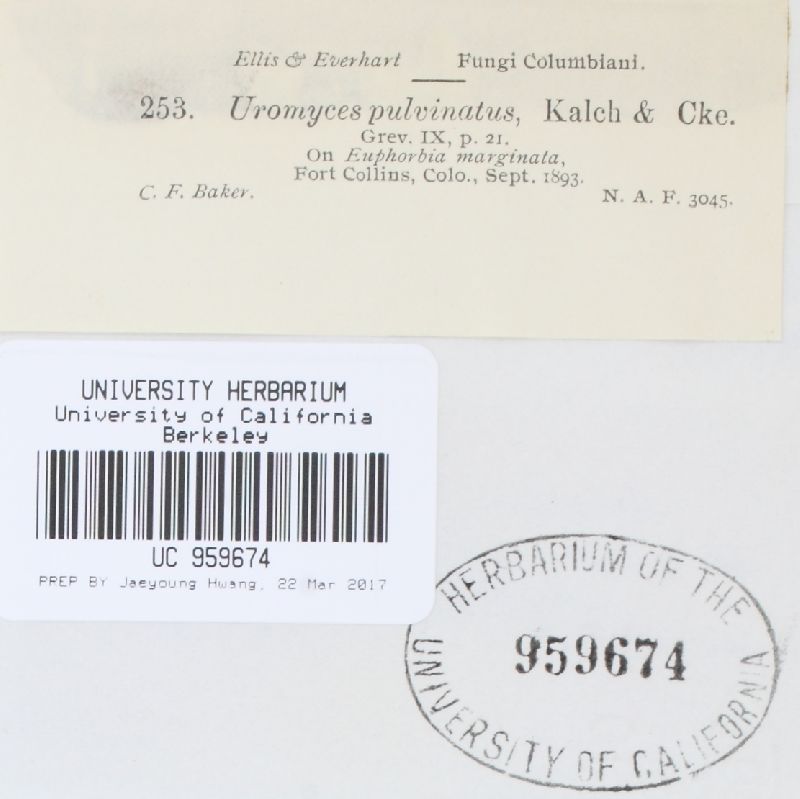 Ellis & Everhart Fungi Columbiani.
253. Uromyces pulvinatus, Kalch & Cke.
Grev. IX, p. 21.
On Euphorbia marginata,
Fort Collins, Colo., Sept. 1893.
C. F. Baker. N. A. F. 3045.
UNIVERSITY HERBARIUM
University of California
Berkeley
UC 959674
PREP BY Jaeyoung Hwang, 22 Mar 2017
HERBARIUM OF THE
959674
UNIVERSITY OF CALIFORNIA